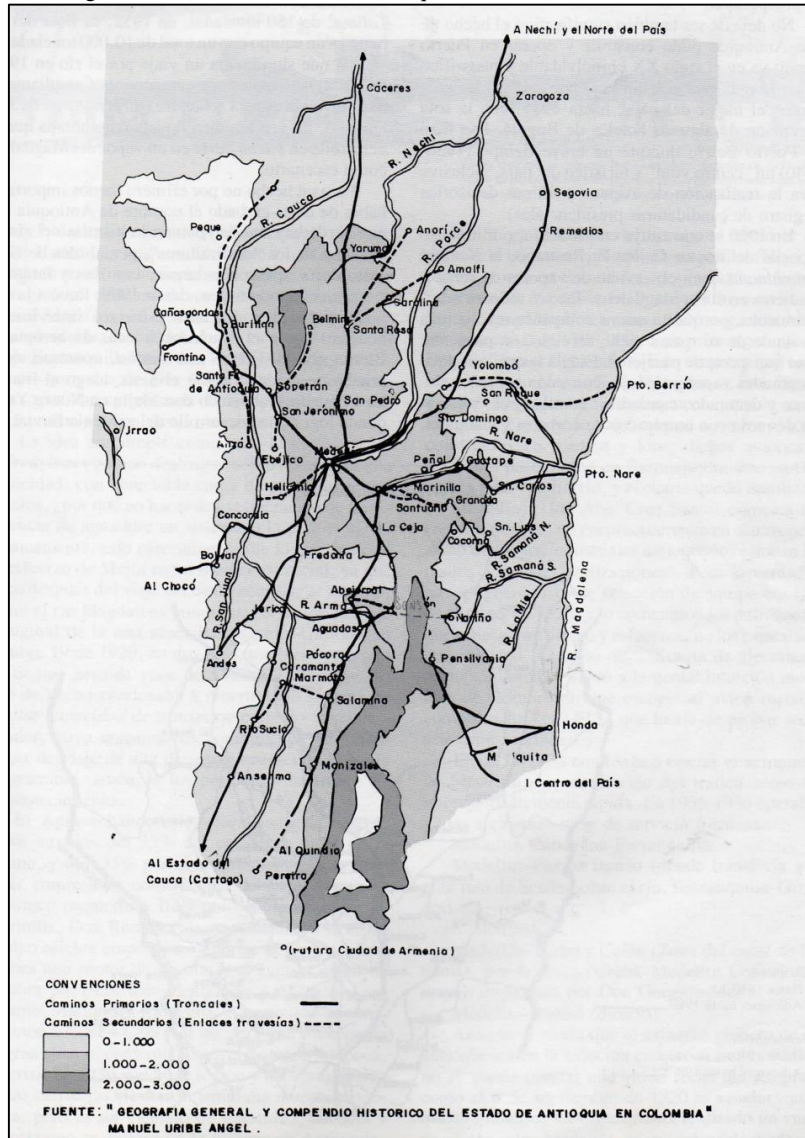 A Nechí y el Norte del País
Cáceres
Zaragoza
R. Nechí
R. Cauca
Segovia
Peque
Anorí
R. Porce
Remedios
Yarumal
Amalfi
Carolina
Cañasgordas
Buriticá
Belmira
Santa Rosa
Frontino
Yolombó
Santa Fe
de Antioquia
Sopetrán
San Roque
Pto. Berrío
San Pedro
San Jerónimo
Sto. Domingo
Urrao
R. Nare
Anzá
Ebéjico
Medellín
Peñol
Guatapé
Pto. Nare
Heliconia
Marinilla
Sn. Carlos
Santuario
Granada
Concordia
La Ceja
Cocorná
Sn. Luis
R. Samaná N.
Bolívar
Fredonia
Al Chocó
R. San Juan
Abejorral
R. Samaná S.
R. Magdalena
Jericó
R. Arma
Sonsón
Nariño
R. La Miel
Aguadas
Andes
Pácora
Pensilvania
Caramanta
Marmato
Salamina
Río Sucio
Honda
Mariquita
Manizales
Anserma
l Centro del País
Al Estado del
Cauca (Cartago)
Al Quindío
Pereira
(Futura Ciudad de Armenia)
CONVENCIONES
Caminos Primarios (Troncales)
Caminos Secundarios (Enlaces travesías)
0-1.000
1.000-2.000
2.000-3.000
FUENTE: "GEOGRAFIA GENERAL Y COMPENDIO HISTORICO DEL ESTADO DE ANTIOQUIA EN COLOMBIA"
MANUEL URIBE ANGEL.